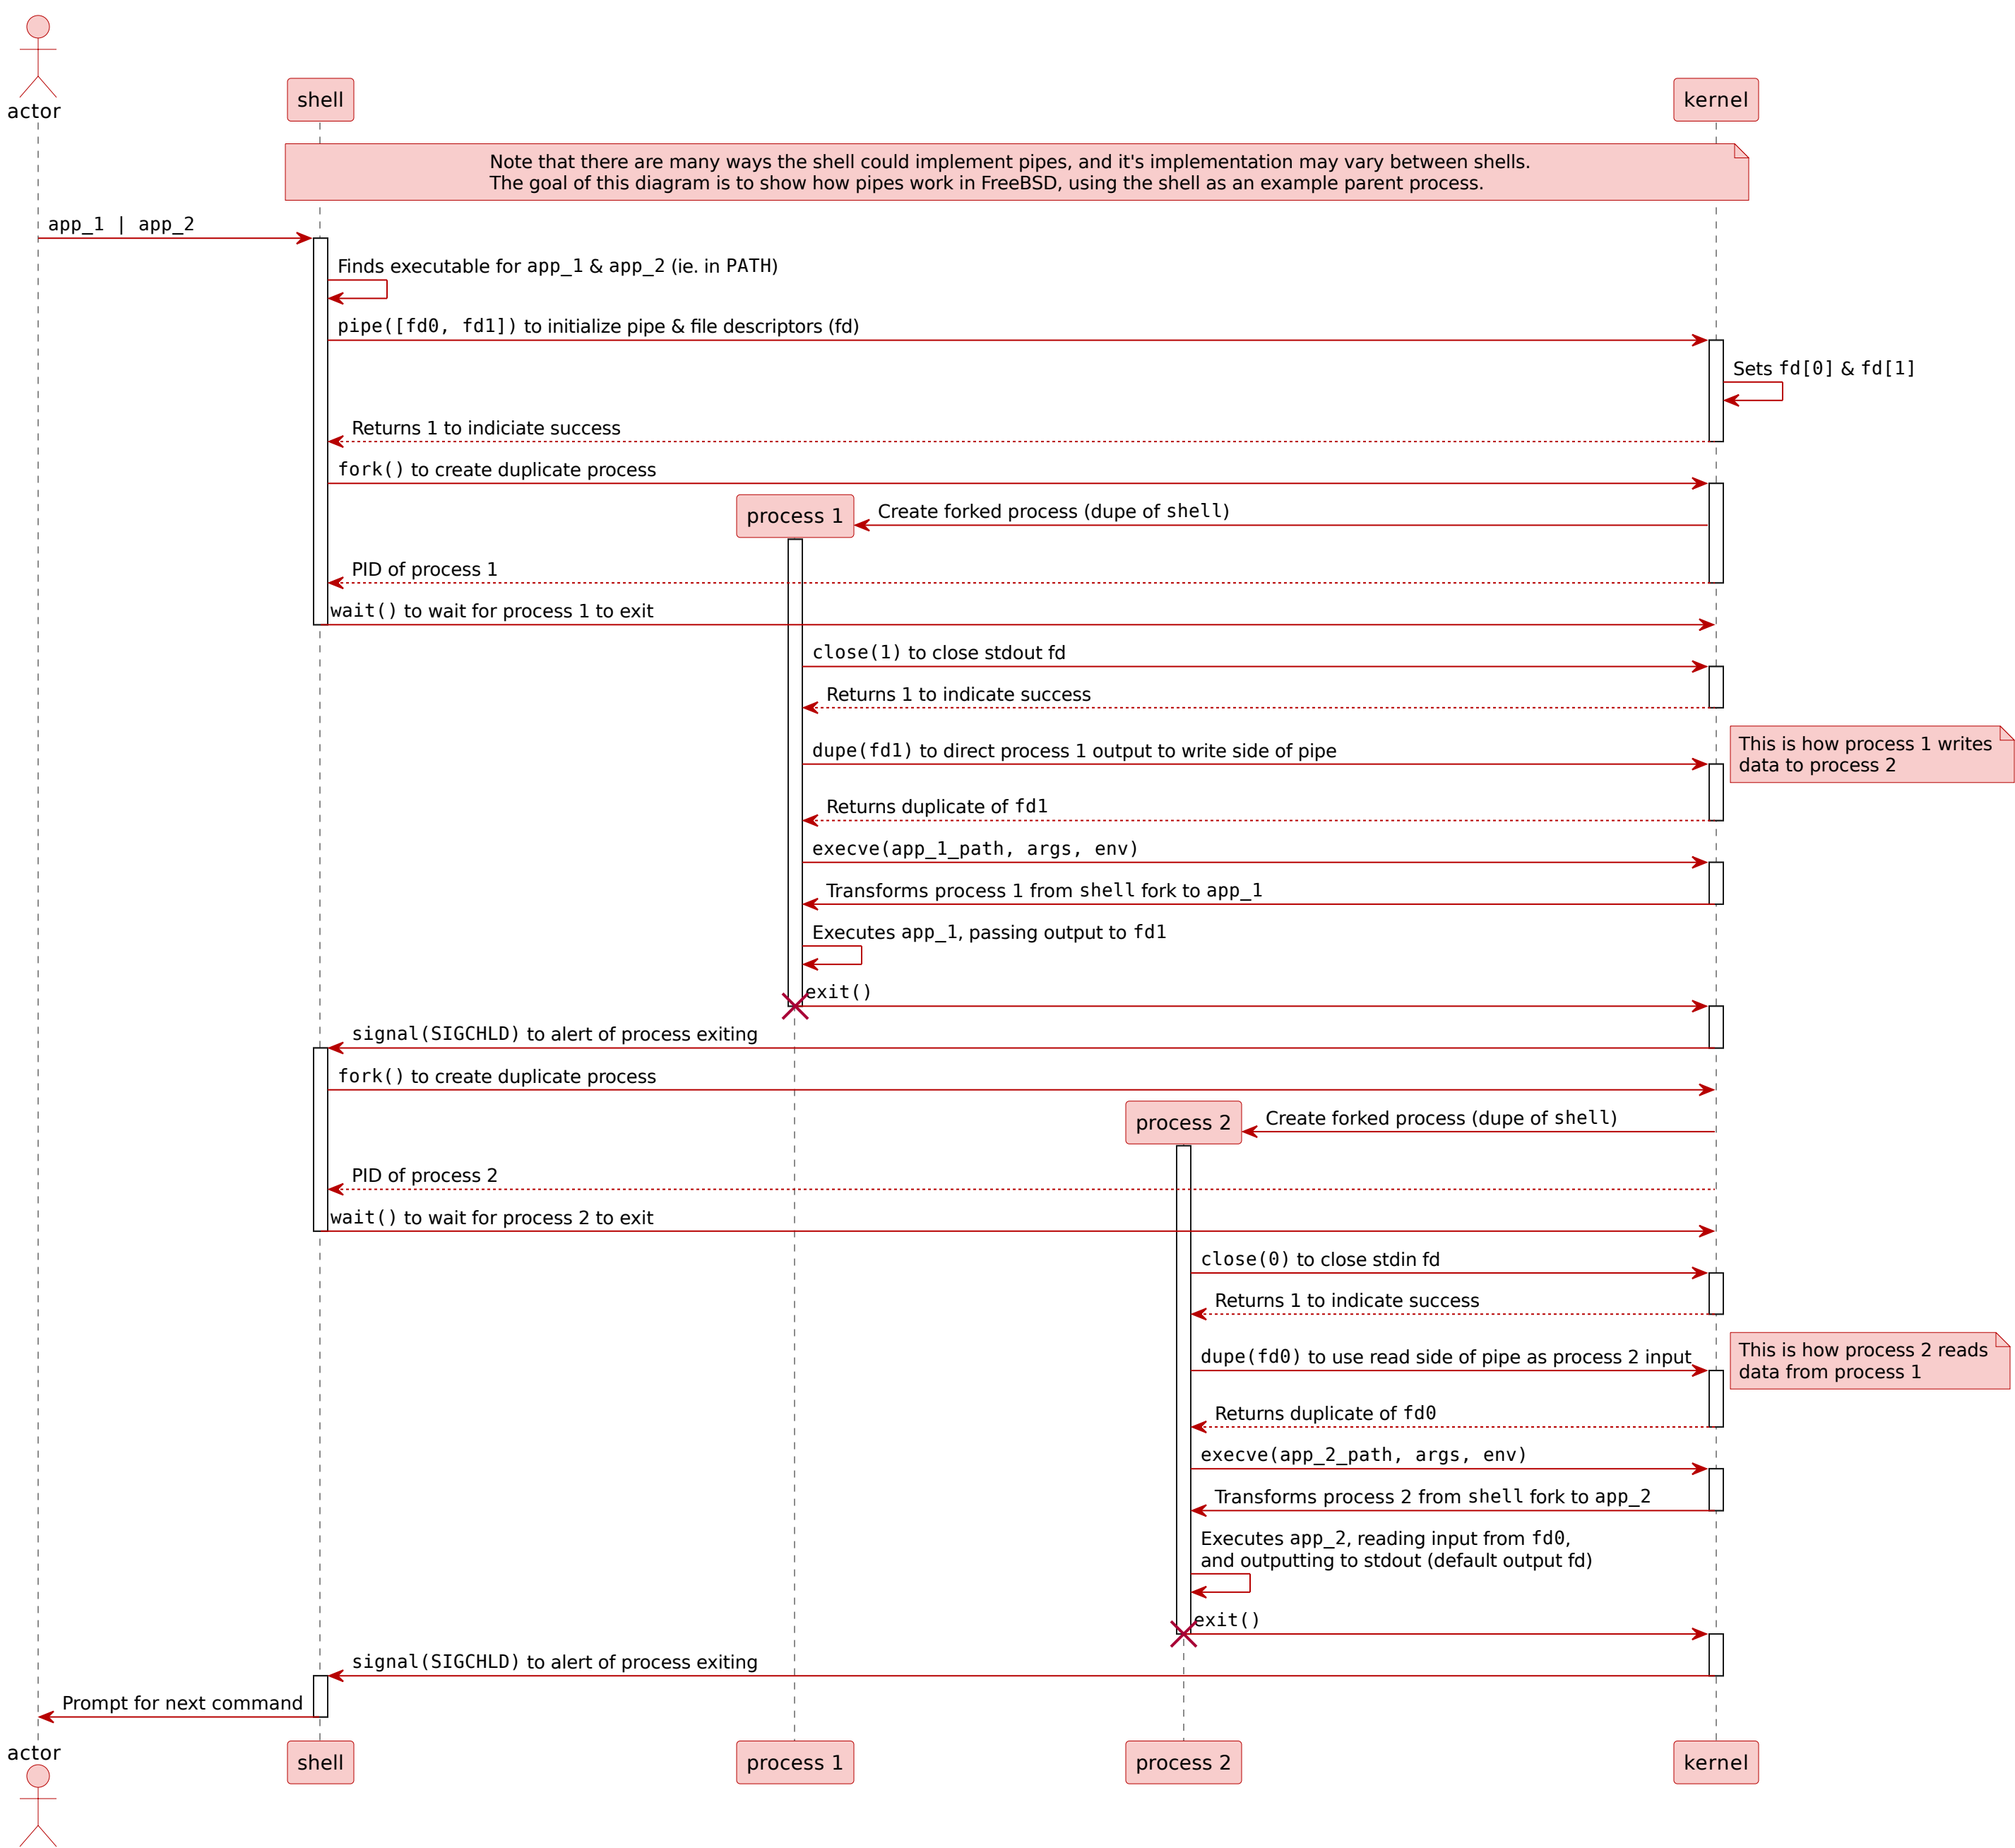 actor
shell
kernel
Note that there are many ways the shell could implement pipes, and it's implementation may vary between shells.
The goal of this diagram is to show how pipes work in FreeBSD, using the shell as an example parent process.
app_1 | app_2
Finds executable for app_1 & app_2 (ie. in PATH)
pipe([fd0, fd1]) to initialize pipe & file descriptors (fd)
Sets fd[0] & fd[1]
Returns 1 to indiciate success
fork() to create duplicate process
process 1
Create forked process (dupe of shell)
PID of process 1
wait() to wait for process 1 to exit
close(1) to close stdout fd
Returns 1 to indicate success
This is how process 1 writes
data to process 2
dupe(fd1) to direct process 1 output to write side of pipe
Returns duplicate of fd1
execve(app_1_path, args, env)
Transforms process 1 from shell fork to app_1
Executes app_1, passing output to fd1
exit()
signal(SIGCHLD) to alert of process exiting
fork() to create duplicate process
process 2
Create forked process (dupe of shell)
PID of process 2
wait() to wait for process 2 to exit
close(0) to close stdin fd
Returns 1 to indicate success
This is how process 2 reads
data from process 1
dupe(fd0) to use read side of pipe as process 2 input
Returns duplicate of fd0
execve(app_2_path, args, env)
Transforms process 2 from shell fork to app_2
Executes app_2, reading input from fd0,
and outputting to stdout (default output fd)
exit()
signal(SIGCHLD) to alert of process exiting
Prompt for next command
actor
shell
process 1
process 2
kernel